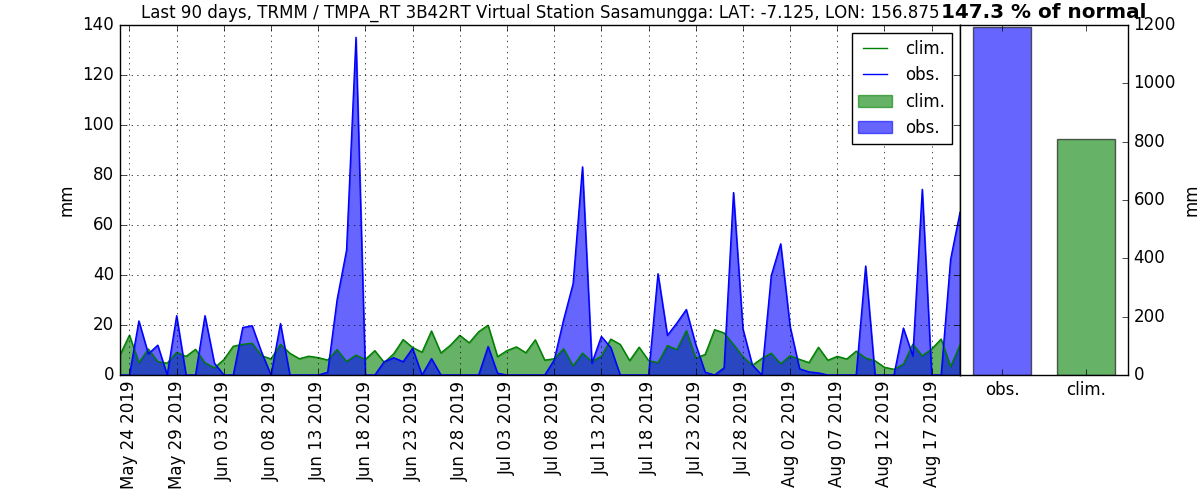 Last 90 days, TRMM / TMPA_RT 3B42RT Virtual Station Sasamungga: LAT: -7.125, LON: 156.875
147.3 % of normal
140
120
100
80
60
40
20
0
mm
clim.
obs.
clim.
obs.
May 24 2019
May 29 2019
Jun 03 2019
Jun 08 2019
Jun 13 2019
Jun 18 2019
Jun 23 2019
Jun 28 2019
Jul 03 2019
Jul 08 2019
Jul 13 2019
Jul 18 2019
Jul 23 2019
Jul 28 2019
Aug 02 2019
Aug 07 2019
Aug 12 2019
Aug 17 2019
1200
1000
800
600
400
200
0
mm
obs.
clim.